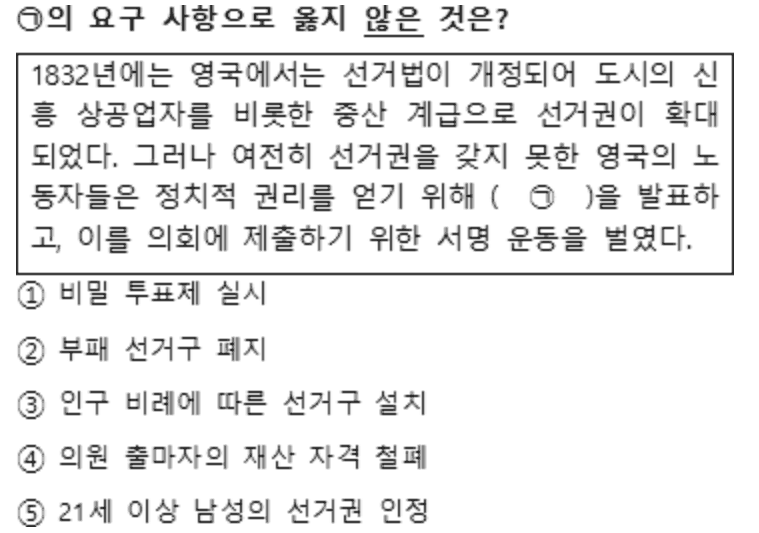 ㉠의 요구 사항으로 옳지 않은 것은?
1832년에는 영국에서는 선거법이 개정되어 도시의 신
흥 상공업자를 비롯한 중산 계급으로 선거권이 확대
되었다. 그러나 여전히 선거권을 갖지 못한 영국의 노
동자들은 정치적 권리를 얻기 위해 ( ㉠ )을 발표하
고, 이를 의회에 제출하기 위한 서명 운동을 벌였다.
① 비밀 투표제 실시
② 부패 선거구 폐지
③ 인구 비례에 따른 선거구 설치
④ 의원 출마자의 재산 자격 철폐
⑤ 21세 이상 남성의 선거권 인정